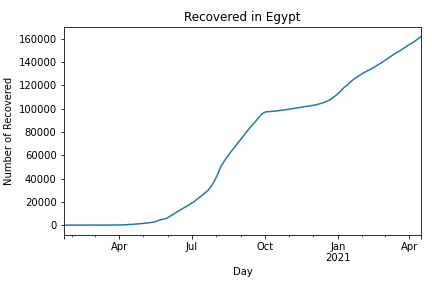 Recovered in Egypt
160000
140000
120000
100000
80000
60000
40000
20000
0
Number of Recovered
Apr
Jul
Oct
Jan
2021
Apr
Day